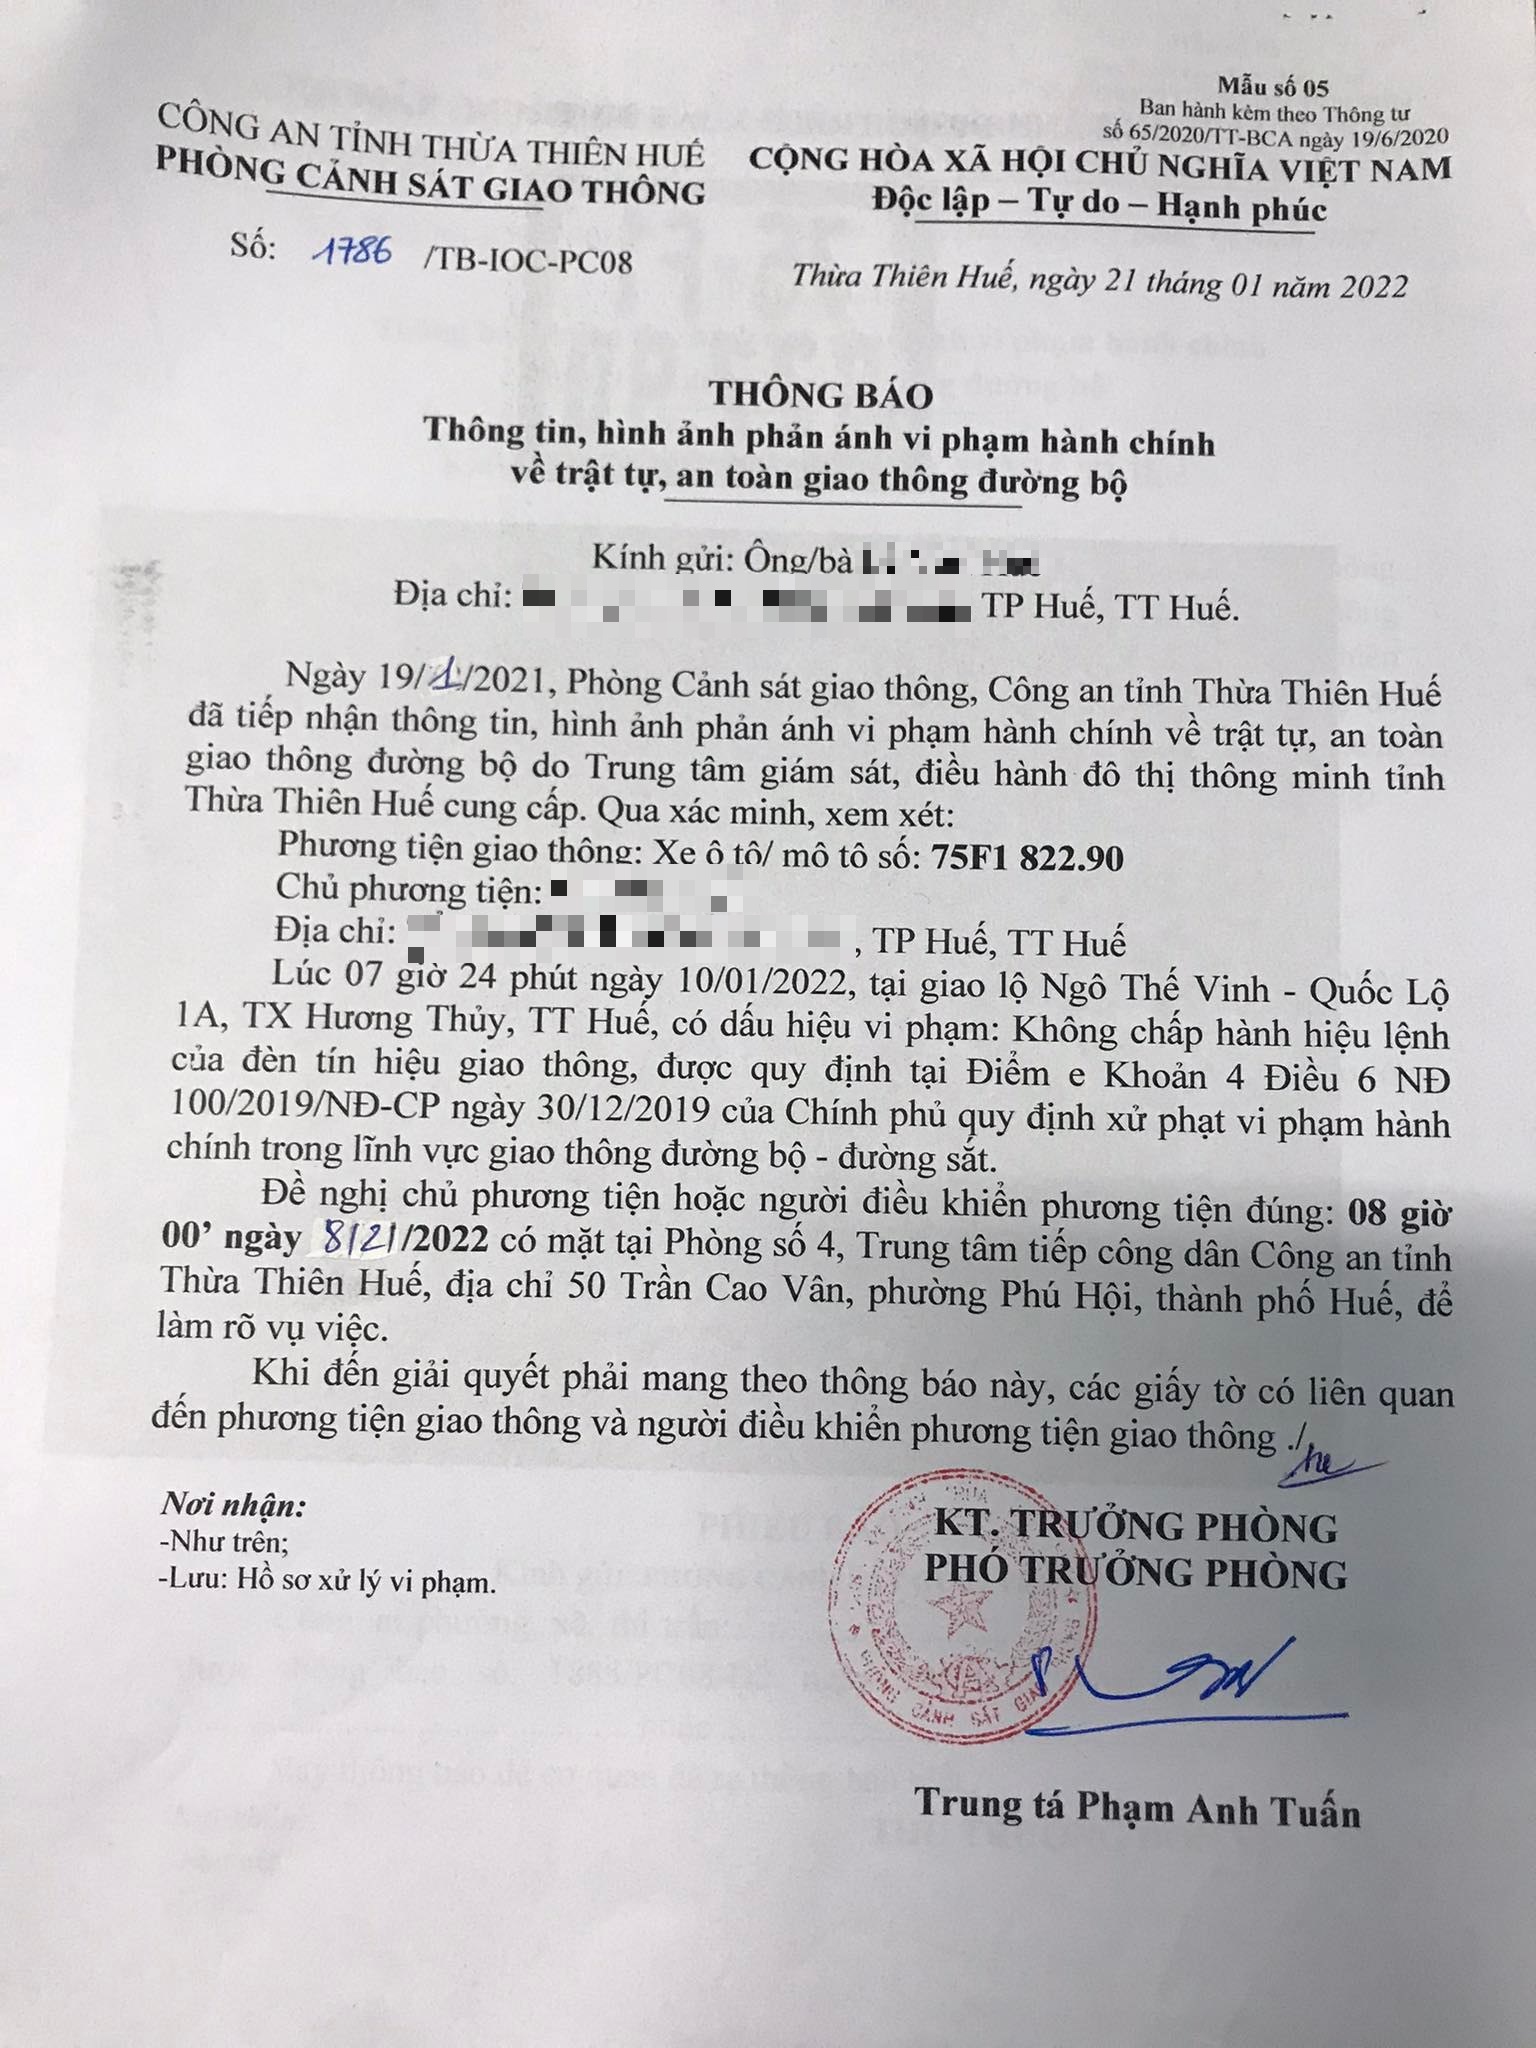 Mẫu số 05
Ban hành kèm theo Thông tư
số 65/2020/TT-BCA ngày 19/6/2020
CÔNG AN TỈNH THỪA THIÊN HUẾ
PHÒNG CẢNH SÁT GIAO THÔNG
CỘNG HÒA XÃ HỘI CHỦ NGHĨA VIỆT NAM
Độc lập – Tự do – Hạnh phúc
Số: 1786 /TB-IOC-PC08
Thừa Thiên Huế, ngày 21 tháng 01 năm 2022
THÔNG BÁO
Thông tin, hình ảnh phản ánh vi phạm hành chính
về trật tự, an toàn giao thông đường bộ
Kính gửi: Ông/bà
Địa chỉ: TP Huế, TT Huế.
Ngày 19/1/2021, Phòng Cảnh sát giao thông, Công an tỉnh Thừa Thiên Huế
đã tiếp nhận thông tin, hình ảnh phản ánh vi phạm hành chính về trật tự, an toàn
giao thông đường bộ do Trung tâm giám sát, điều hành đô thị thông minh tỉnh
Thừa Thiên Huế cung cấp. Qua xác minh, xem xét:
Phương tiện giao thông: Xe ô tô/ mô tô số: 75F1 822.90
Chủ phương tiện:
Địa chỉ: , TP Huế, TT Huế
Lúc 07 giờ 24 phút ngày 10/01/2022, tại giao lộ Ngô Thế Vinh - Quốc Lộ
1A, TX Hương Thủy, TT Huế, có dấu hiệu vi phạm: Không chấp hành hiệu lệnh
của đèn tín hiệu giao thông, được quy định tại Điểm e Khoản 4 Điều 6 NĐ
100/2019/NĐ-CP ngày 30/12/2019 của Chính phủ quy định xử phạt vi phạm hành
chính trong lĩnh vực giao thông đường bộ - đường sắt.
Đề nghị chủ phương tiện hoặc người điều khiển phương tiện đúng: 08 giờ
00’ ngày 8/2/2022 có mặt tại Phòng số 4, Trung tâm tiếp công dân Công an tỉnh
Thừa Thiên Huế, địa chỉ 50 Trần Cao Vân, phường Phú Hội, thành phố Huế, để
làm rõ vụ việc.
Khi đến giải quyết phải mang theo thông báo này, các giấy tờ có liên quan
đến phương tiện giao thông và người điều khiển phương tiện giao thông ./.
Nơi nhận:
-Như trên;
-Lưu: Hồ sơ xử lý vi phạm.
KT. TRƯỞNG PHÒNG
PHÓ TRƯỞNG PHÒNG
PHÒNG CẢNH SÁT GIAO
Trung tá Phạm Anh Tuấn